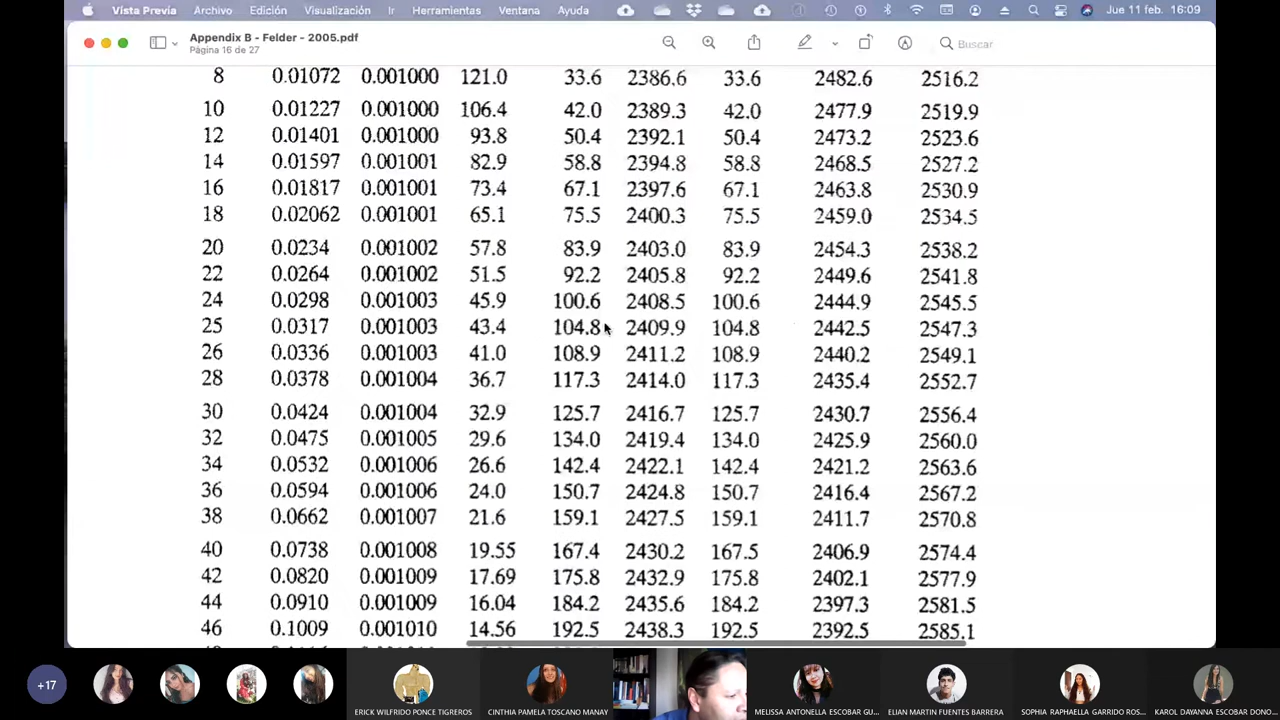 Vista Previa Archivo Edición Visualización Ir Herramientas Ventana Ayuda Jue 11 feb. 16:09
Appendix B - Felder - 2005.pdf
Página 16 de 27
Buscar
8 0.01072 0.001000 121.0 33.6 2386.6 33.6 2482.6 2516.2
10 0.01227 0.001000 106.4 42.0 2389.3 42.0 2477.9 2519.9
12 0.01401 0.001000 93.8 50.4 2392.1 50.4 2473.2 2523.6
14 0.01597 0.001001 82.9 58.8 2394.8 58.8 2468.5 2527.2
16 0.01817 0.001001 73.4 67.1 2397.6 67.1 2463.8 2530.9
18 0.02062 0.001001 65.1 75.5 2400.3 75.5 2459.0 2534.5
20 0.0234 0.001002 57.8 83.9 2403.0 83.9 2454.3 2538.2
22 0.0264 0.001002 51.5 92.2 2405.8 92.2 2449.6 2541.8
24 0.0298 0.001003 45.9 100.6 2408.5 100.6 2444.9 2545.5
25 0.0317 0.001003 43.4 104.8 2409.9 104.8 2442.5 2547.3
26 0.0336 0.001003 41.0 108.9 2411.2 108.9 2440.2 2549.1
28 0.0378 0.001004 36.7 117.3 2414.0 117.3 2435.4 2552.7
30 0.0424 0.001004 32.9 125.7 2416.7 125.7 2430.7 2556.4
32 0.0475 0.001005 29.6 134.0 2419.4 134.0 2425.9 2560.0
34 0.0532 0.001006 26.6 142.4 2422.1 142.4 2421.2 2563.6
36 0.0594 0.001006 24.0 150.7 2424.8 150.7 2416.4 2567.2
38 0.0662 0.001007 21.6 159.1 2427.5 159.1 2411.7 2570.8
40 0.0738 0.001008 19.55 167.4 2430.2 167.5 2406.9 2574.4
42 0.0820 0.001009 17.69 175.8 2432.9 175.8 2402.1 2577.9
44 0.0910 0.001009 16.04 184.2 2435.6 184.2 2397.3 2581.5
46 0.1009 0.001010 14.56 192.5 2438.3 192.5 2392.5 2585.1
+17
ERICK WILFRIDO PONCE TIGREROS CINTHIA PAMELA TOSCANO MANAY MELISSA ANTONELLA ESCOBAR GU... ELIAN MARTIN FUENTES BARRERA SOPHIA RAPHAELLA GARRIDO ROS... KAROL DAYANNA ESCOBAR DONO...